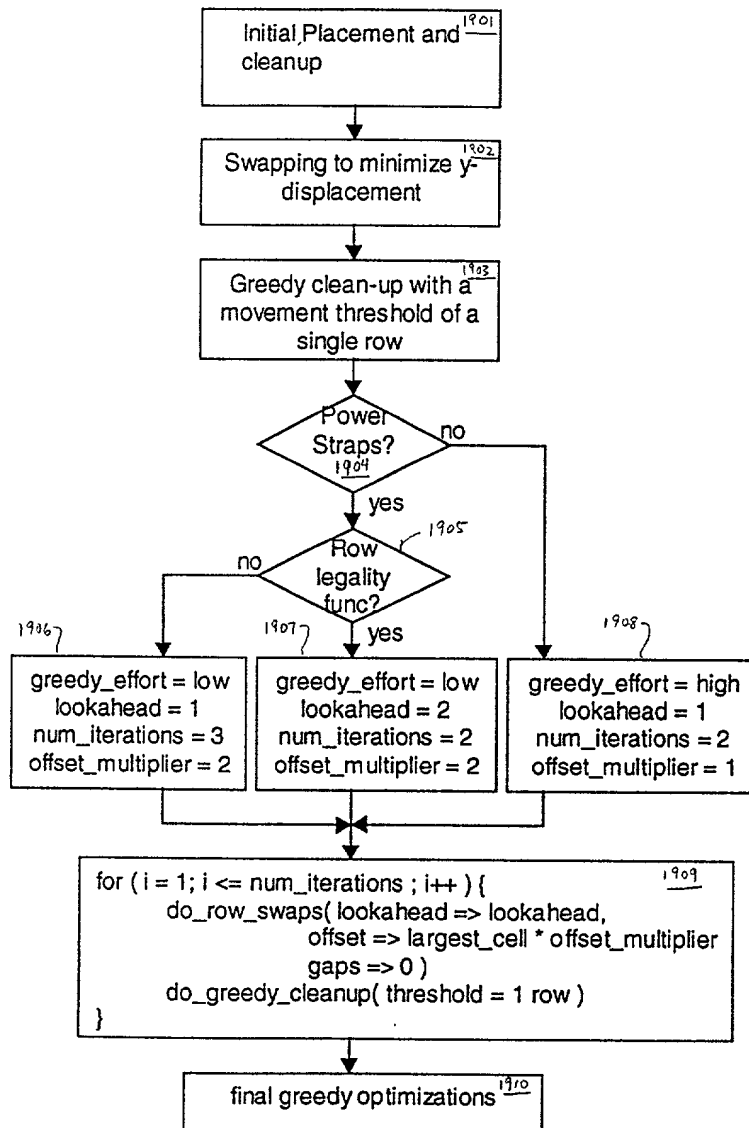 Initial Placement and 1901
cleanup
1902
Swapping to minimize y-
displacement
1903
Greedy clean-up with a
movement threshold of a
single row
Power
Straps?
1904
no
yes
1905
Row
legality
func?
no
yes
1906
greedy_effort = low
lookahead = 1
num_iterations = 3
offset_multiplier = 2
1907
greedy_effort = low
lookahead = 2
num_iterations = 2
offset_multiplier = 2
1908
greedy_effort = high
lookahead = 1
num_iterations = 2
offset_multiplier = 1
1909
for ( i = 1; i <= num_iterations ; i++ ) {
do_row_swaps( lookahead => lookahead,
offset => largest_cell * offset_multiplier
gaps => 0 )
do_greedy_cleanup( threshold = 1 row )
}
final greedy optimizations 1910